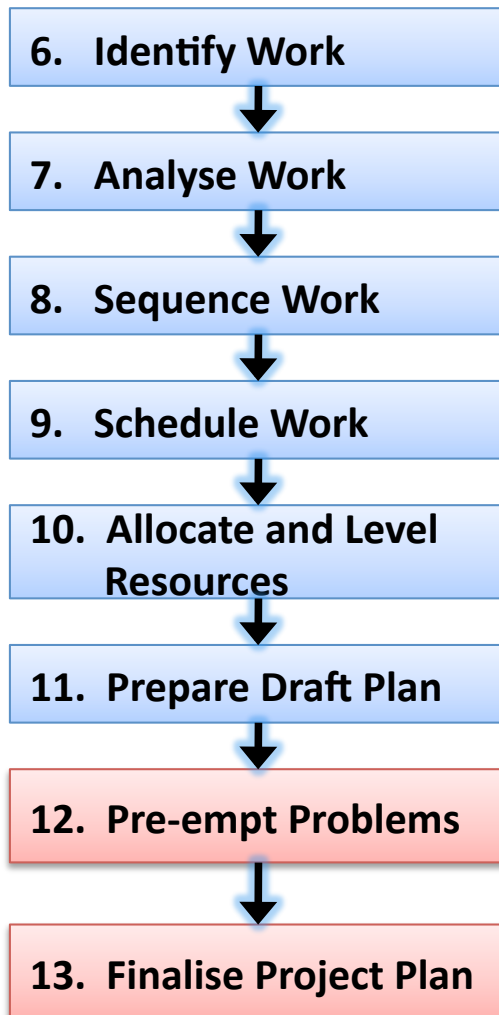 6. Identify Work
7. Analyse Work
8. Sequence Work
9. Schedule Work
10. Allocate and Level
Resources
11. Prepare Draft Plan
12. Pre-empt Problems
13. Finalise Project Plan